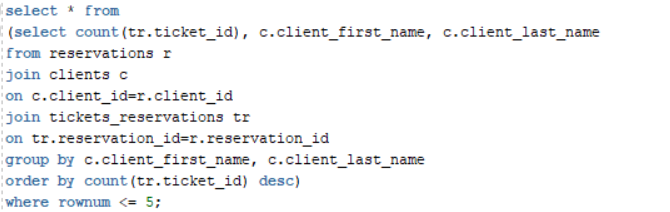 select * from
(select count(tr.ticket_id), c.client_first_name, c.client_last_name
from reservations r
join clients c
on c.client_id=r.client_id
join tickets_reservations tr
on tr.reservation_id=r.reservation_id
group by c.client_first_name, c.client_last_name
order by count(tr.ticket_id) desc)
where rownum <= 5;